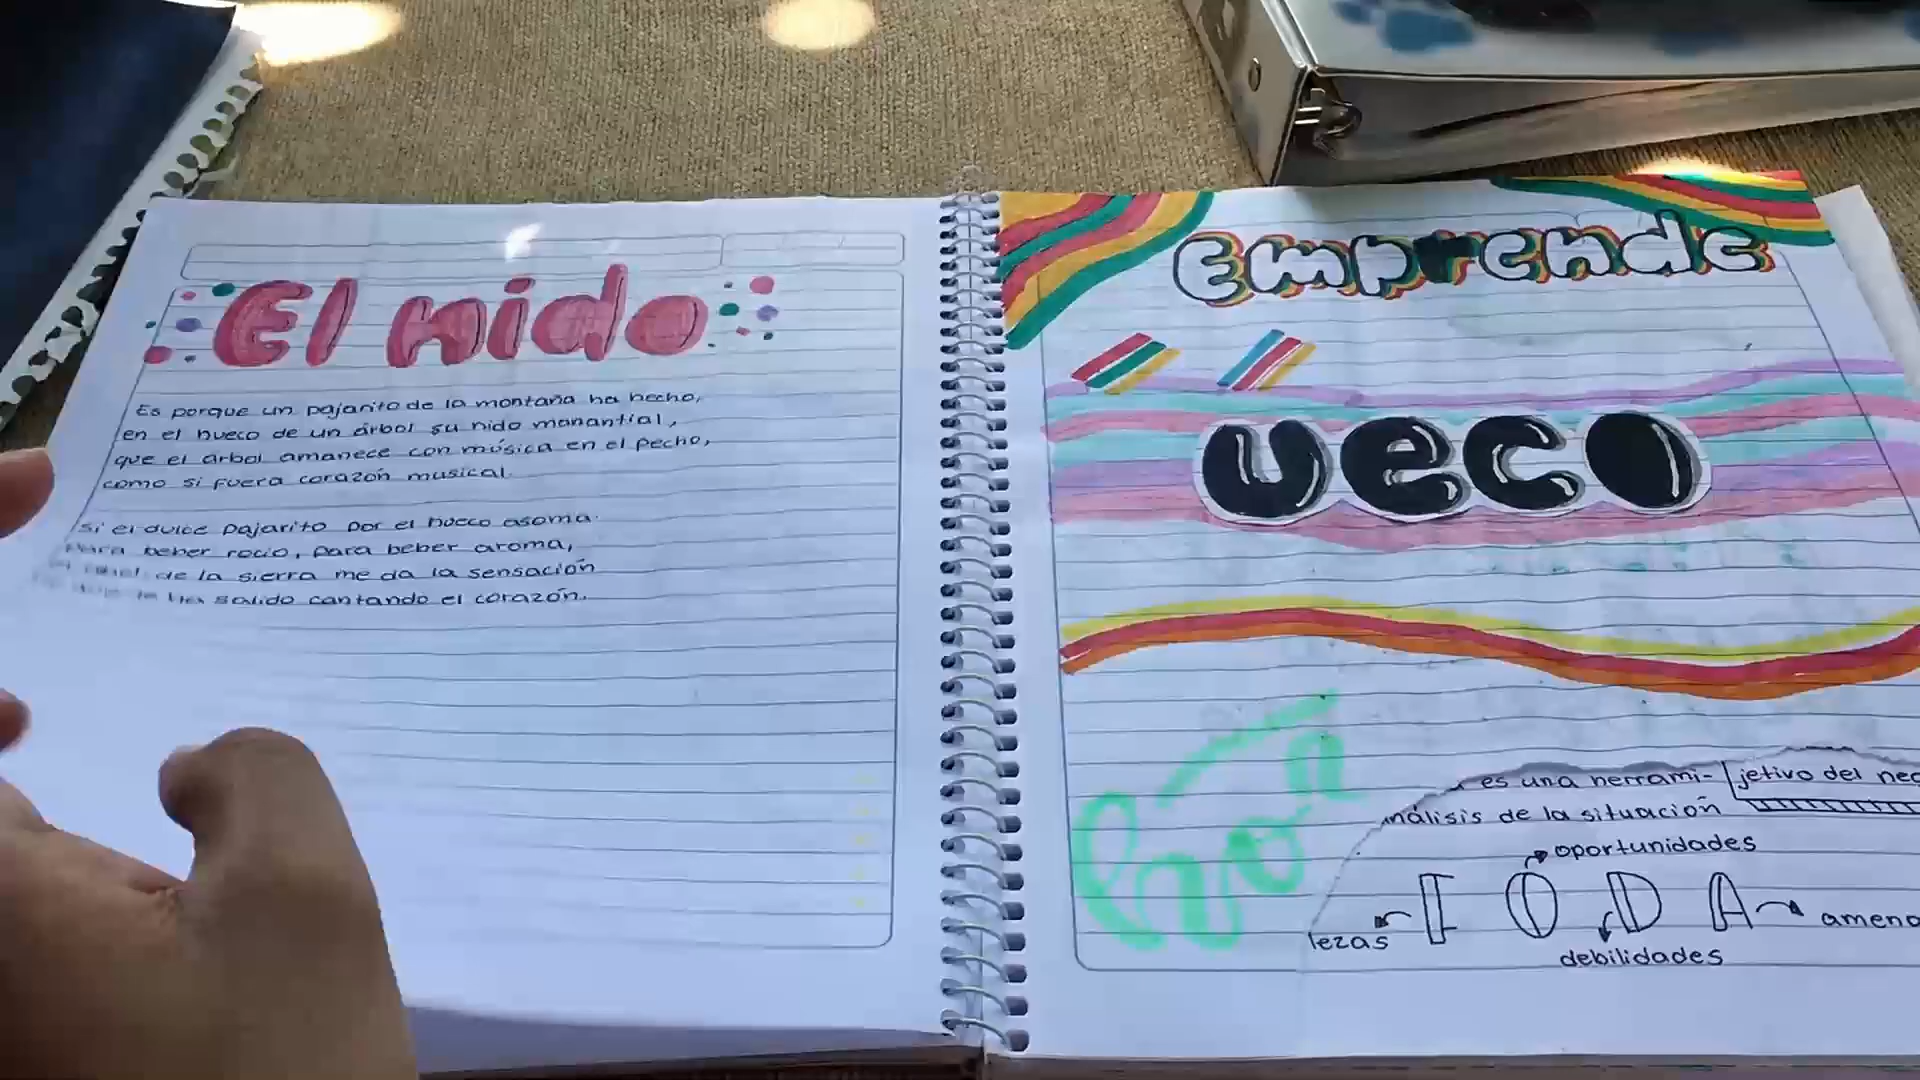 El nido
Es porque un pajarito de la montaña ha hecho,
en el hueco de un árbol su nido manantial,
que el árbol amanece con música en el pecho,
como si fuera corazón musical.
Si el dulce pajarito por el hueco asoma
para beber rocío, para beber aroma,
de la sierra me da la sensación
ha salido cantando el corazón.
Emprende
ueco
es una herrami-
jetivo del neg
análisis de la situación
oportunidades
F O D A
lezas
amena
debilidades